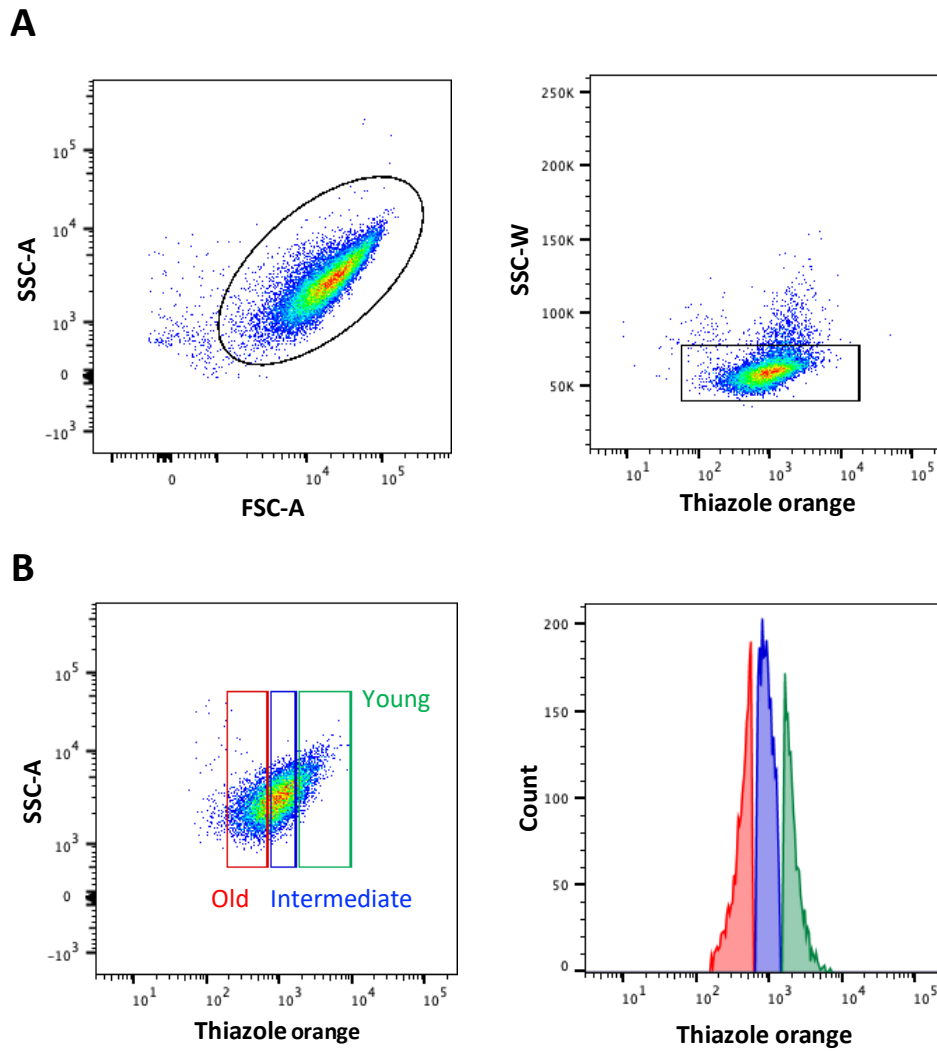 A
SSC-A
10^5
10^4
10^3
0
-10^3
0
10^4
10^5
FSC-A
SSC-W
250K
200K
150K
100K
50K
10^1
10^2
10^3
10^4
10^5
Thiazole orange
B
SSC-A
10^5
10^4
10^3
0
-10^3
Young
Old
Intermediate
10^1
10^2
10^3
10^4
10^5
Thiazole orange
Count
200
150
100
50
0
10^1
10^2
10^3
10^4
10^5
Thiazole orange